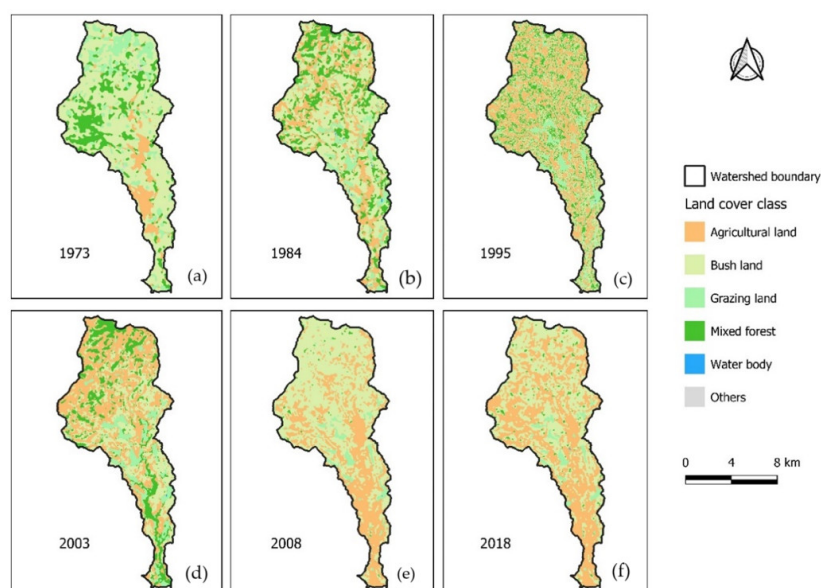 1973
(a)
1984
(b)
1995
(c)
2003
(d)
2008
(e)
2018
(f)
Watershed boundary
Land cover class
Agricultural land
Bush land
Grazing land
Mixed forest
Water body
Others
0 4 8 km